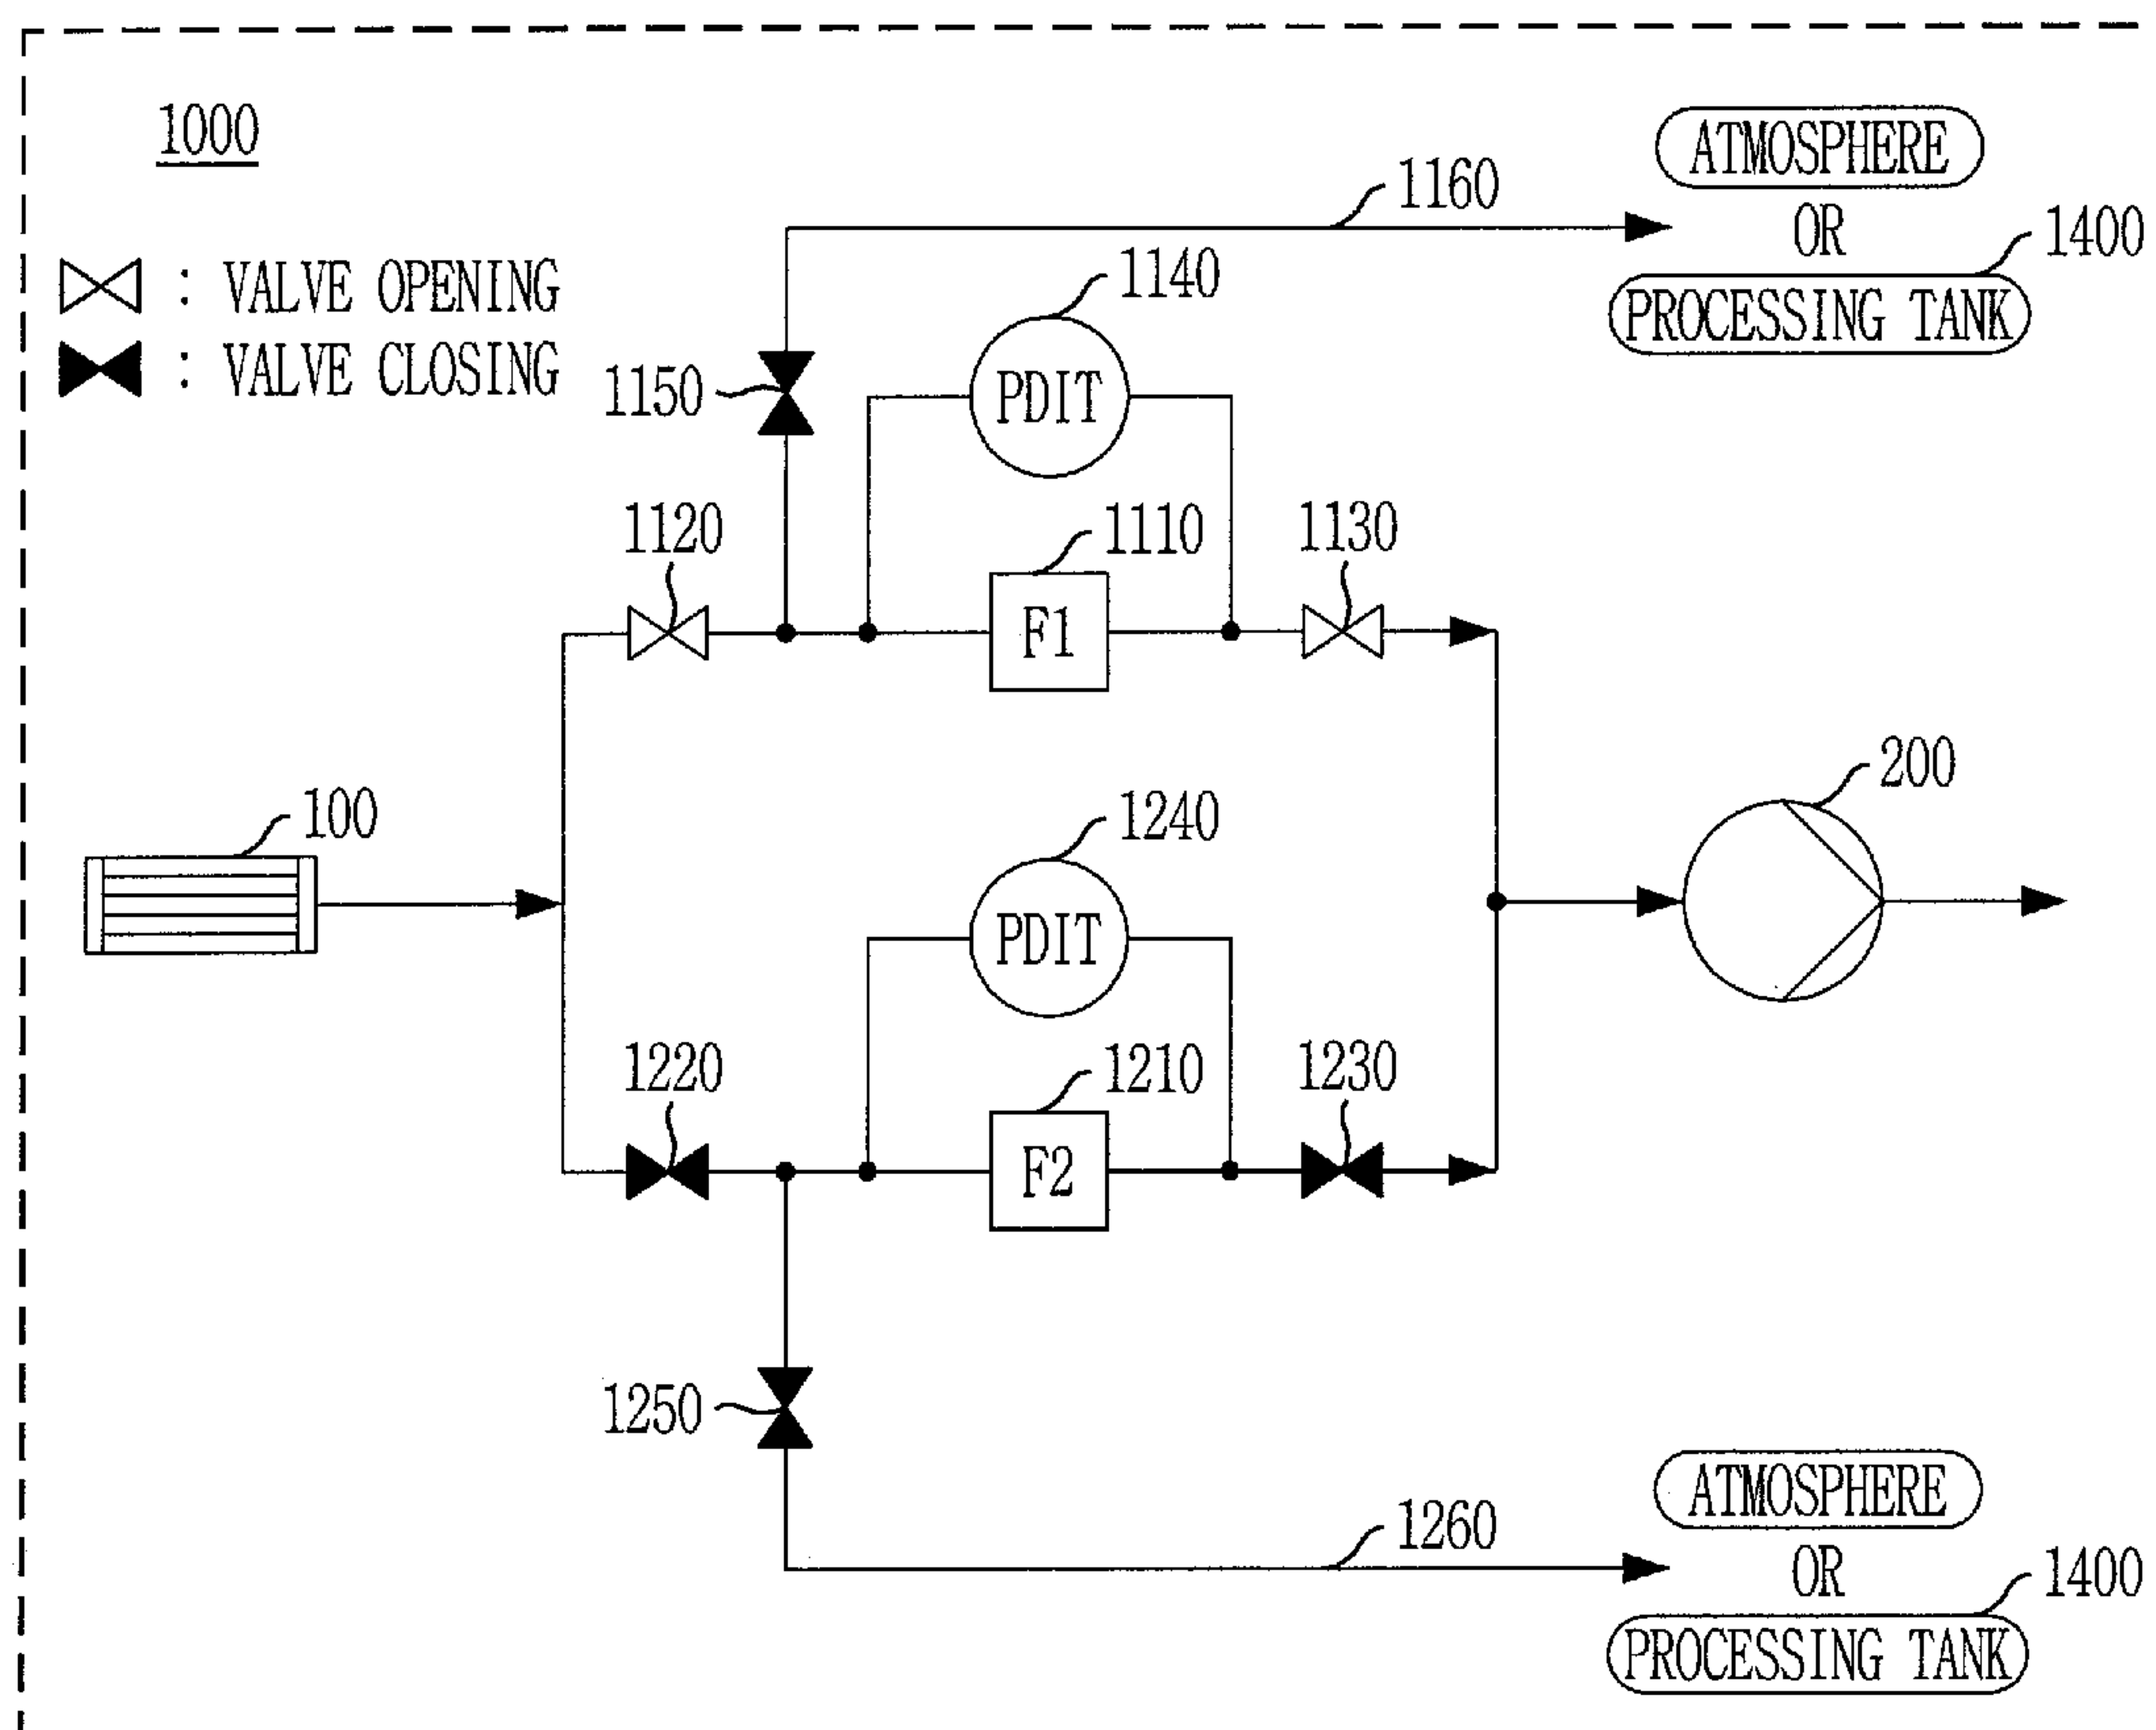 1000
: VALVE OPENING
: VALVE CLOSING
ATMOSPHERE
OR
1400
PROCESSING TANK
1160
1140
PDIT
1150
1120
1110
F1
1130
100
200
1240
PDIT
1220
1210
F2
1230
1250
1260
ATMOSPHERE
OR
1400
PROCESSING TANK